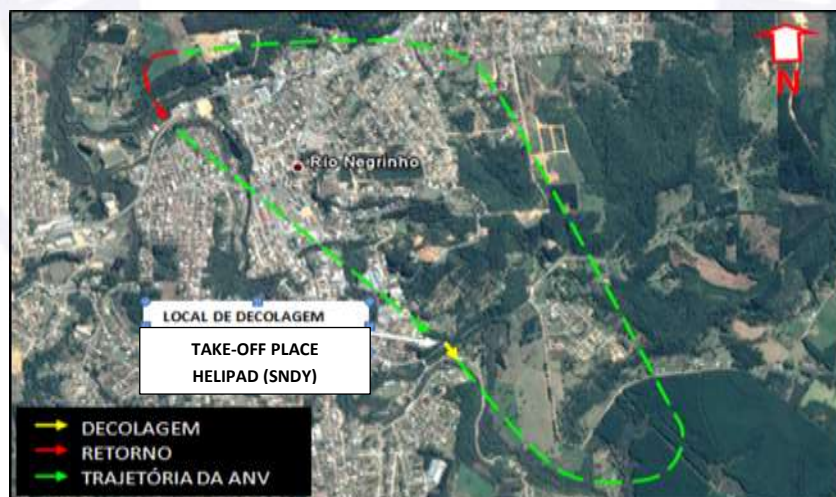 N
Rio Negrinho
LOCAL DE DECOLAGEM
TAKE-OFF PLACE
HELIPAD (SNDY)
DECOLAGEM
RETORNO
TRAJETÓRIA DA ANV